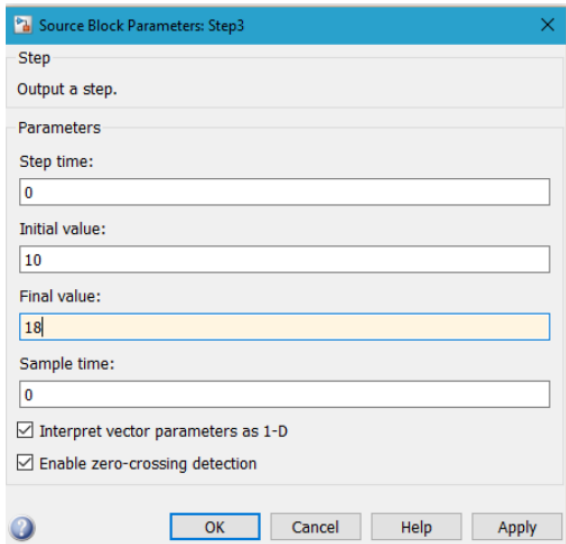 Source Block Parameters: Step3
Step
Output a step.
Parameters
Step time:
0
Initial value:
10
Final value:
18
Sample time:
0
Interpret vector parameters as 1-D
Enable zero-crossing detection
? OK Cancel Help Apply